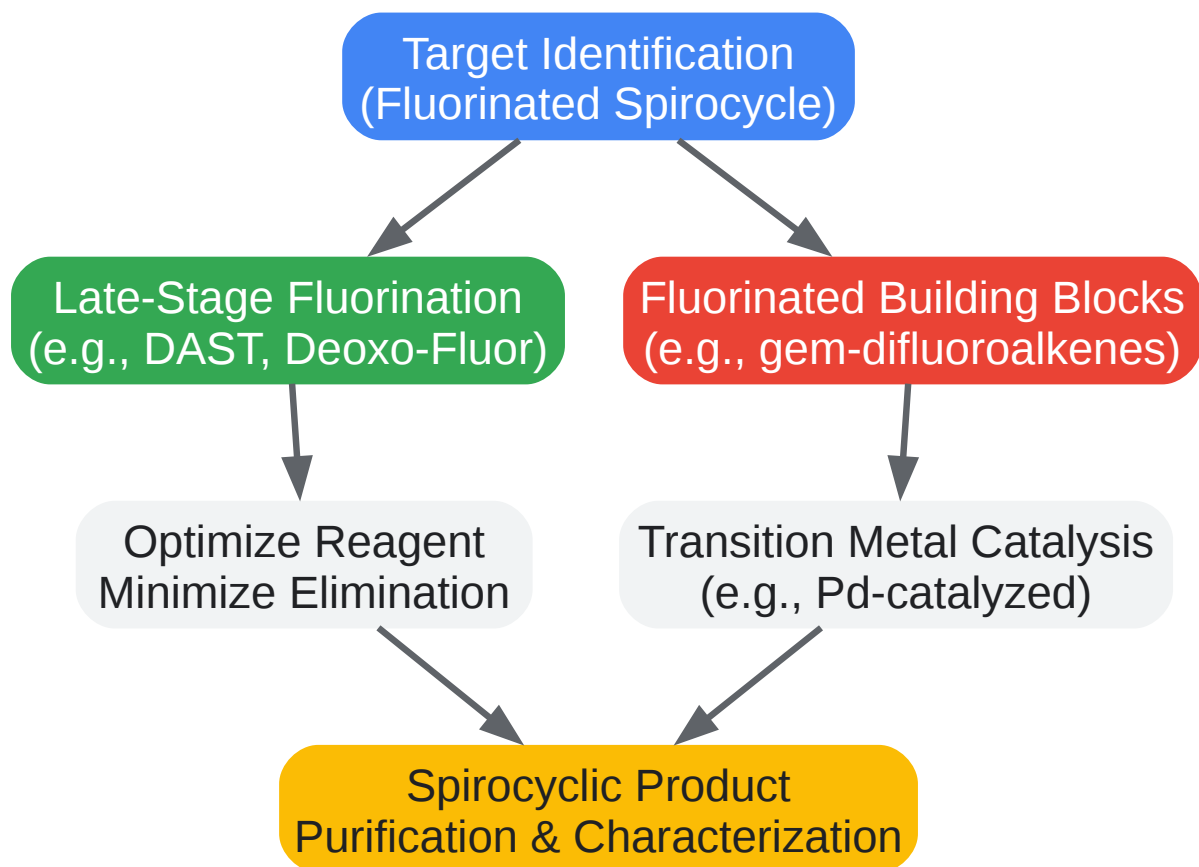 Target Identification
(Fluorinated Spirocycle)
Late-Stage Fluorination
(e.g., DAST, Deoxo-Fluor)
Fluorinated Building Blocks
(e.g., gem-difluoroalkenes)
Optimize Reagent
Minimize Elimination
Transition Metal Catalysis
(e.g., Pd-catalyzed)
Spirocyclic Product
Purification & Characterization